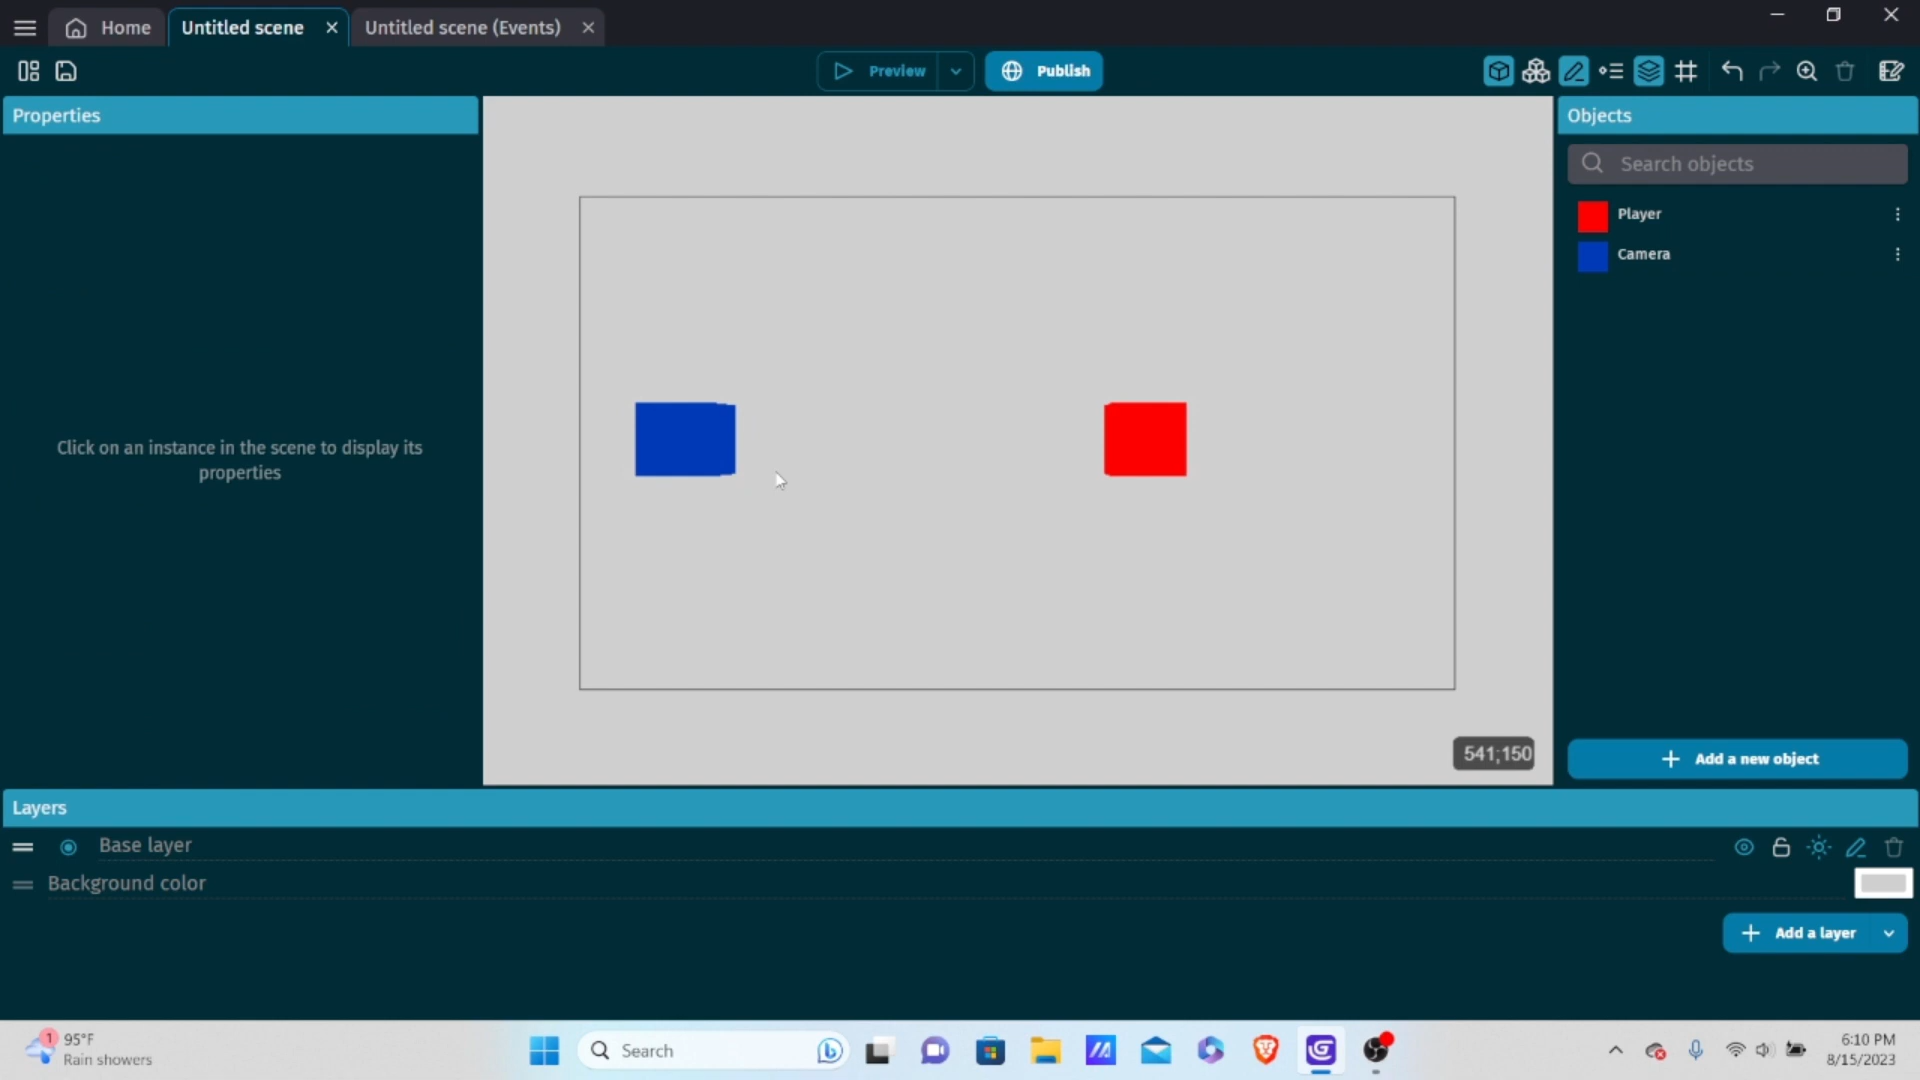 Home
Untitled scene
Untitled scene (Events)
Preview
Publish
Properties
Objects
Search objects
Player
Camera
Click on an instance in the scene to display its
properties
541;150
Add a new object
Layers
Base layer
Background color
Add a layer
1
95°F
Rain showers
Search
6:10 PM
8/15/2023